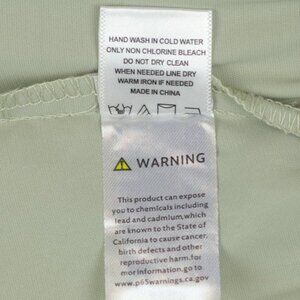 HAND WASH IN COLD WATER
ONLY NON CHLORINE BLEACH
DO NOT DRY CLEAN
WHEN NEEDED LINE DRY
WARM IRON IF NEEDED
MADE IN CHINA
WARNING
This product can expose
you to chemicals including
lead and cadmium,which
are known to the State of
California to cause cancer,
birth defects and other
reproductive harm.for
mor information go to
www.p65warnings.ca.gov